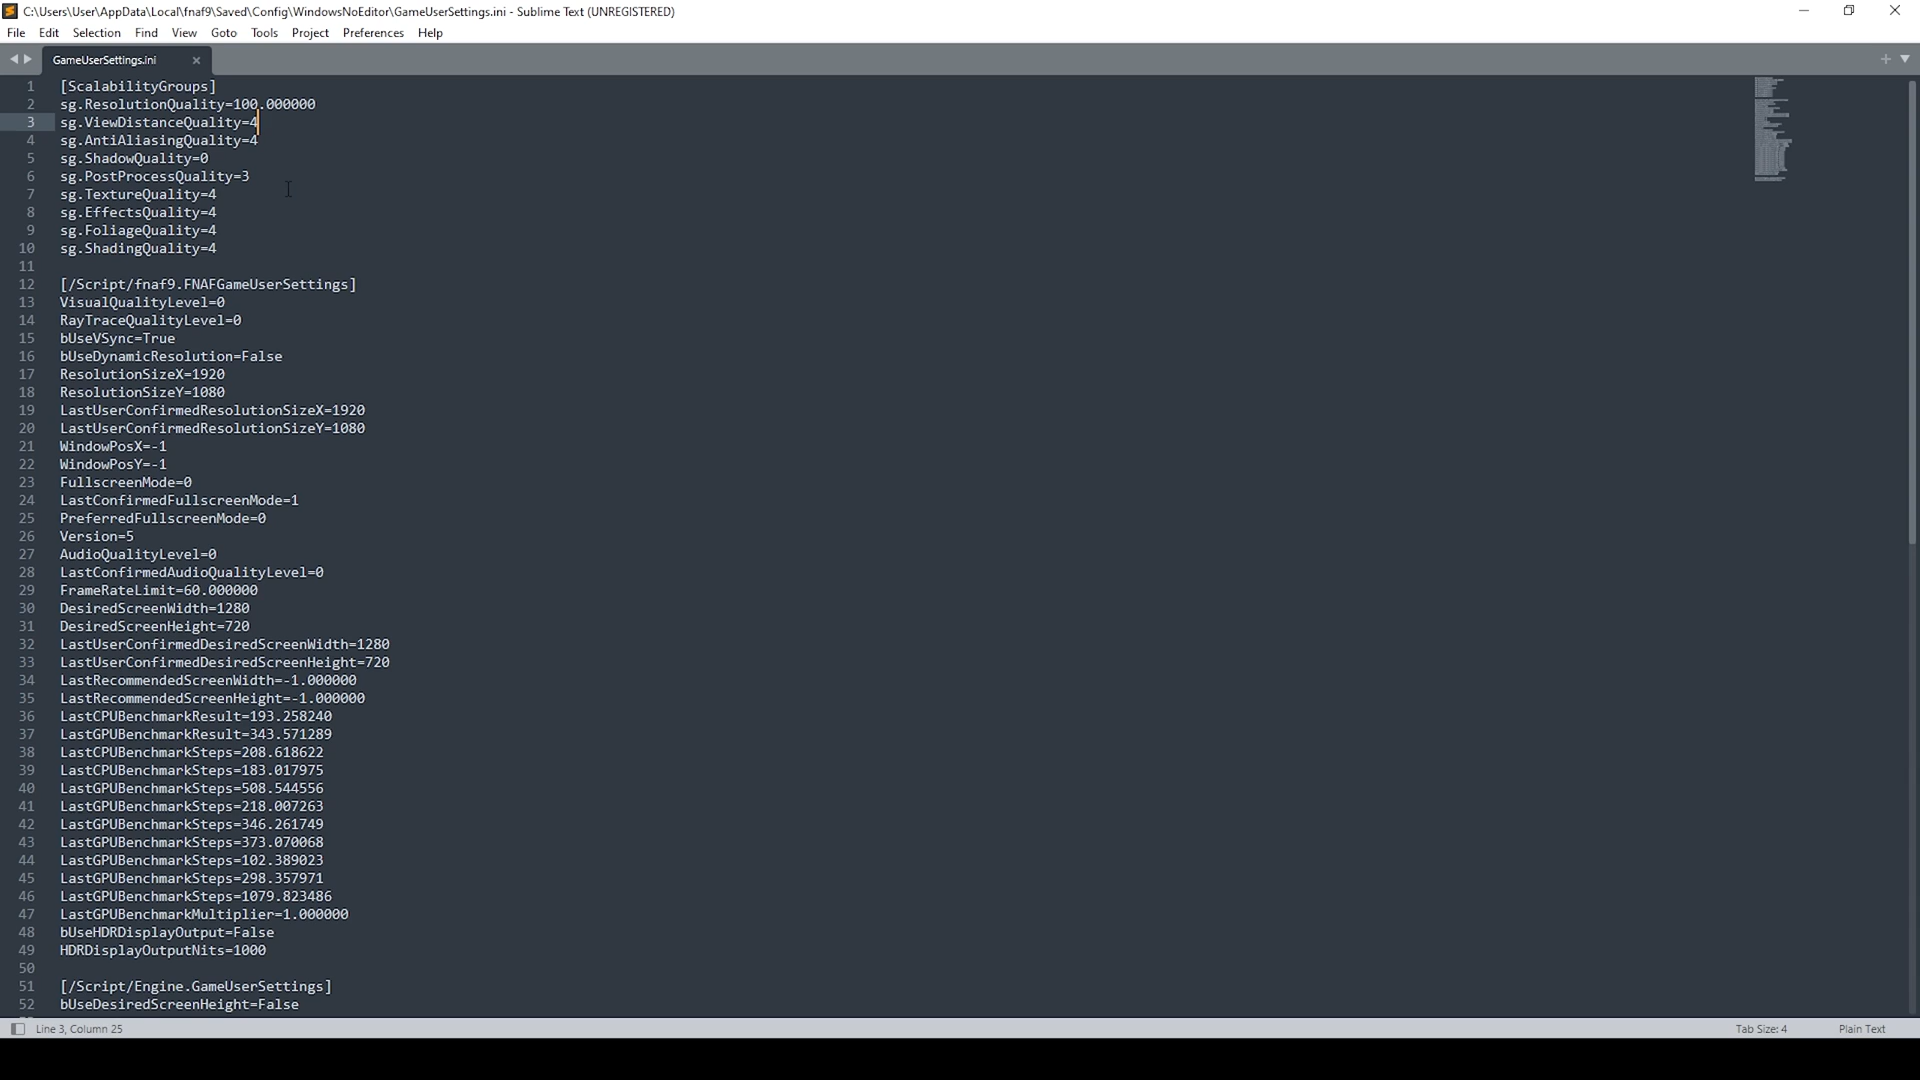 C:\Users\User\AppData\Local\fnaf9\Saved\Config\WindowsNoEditor\GameUserSettings.ini - Sublime Text (UNREGISTERED)
File Edit Selection Find View Goto Tools Project Preferences Help
GameUserSettings.ini
1 [ScalabilityGroups]
2 sg.ResolutionQuality=100.000000
3 sg.ViewDistanceQuality=4
4 sg.AntiAliasingQuality=4
5 sg.ShadowQuality=0
6 sg.PostProcessQuality=3
7 sg.TextureQuality=4
8 sg.EffectsQuality=4
9 sg.FoliageQuality=4
10 sg.ShadingQuality=4
11
12 [/Script/fnaf9.FNAFGameUserSettings]
13 VisualQualityLevel=0
14 RayTraceQualityLevel=0
15 bUseVSync=True
16 bUseDynamicResolution=False
17 ResolutionSizeX=1920
18 ResolutionSizeY=1080
19 LastUserConfirmedResolutionSizeX=1920
20 LastUserConfirmedResolutionSizeY=1080
21 WindowPosX=-1
22 WindowPosY=-1
23 FullscreenMode=0
24 LastConfirmedFullscreenMode=1
25 PreferredFullscreenMode=0
26 Version=5
27 AudioQualityLevel=0
28 LastConfirmedAudioQualityLevel=0
29 FrameRateLimit=60.000000
30 DesiredScreenWidth=1280
31 DesiredScreenHeight=720
32 LastUserConfirmedDesiredScreenWidth=1280
33 LastUserConfirmedDesiredScreenHeight=720
34 LastRecommendedScreenWidth=-1.000000
35 LastRecommendedScreenHeight=-1.000000
36 LastCPUBenchmarkResult=193.258240
37 LastGPUBenchmarkResult=343.571289
38 LastCPUBenchmarkSteps=208.618622
39 LastCPUBenchmarkSteps=183.017975
40 LastGPUBenchmarkSteps=508.544556
41 LastGPUBenchmarkSteps=218.007263
42 LastGPUBenchmarkSteps=346.261749
43 LastGPUBenchmarkSteps=373.070068
44 LastGPUBenchmarkSteps=102.389023
45 LastGPUBenchmarkSteps=298.357971
46 LastGPUBenchmarkSteps=1079.823486
47 LastGPUBenchmarkMultiplier=1.000000
48 bUseHDRDisplayOutput=False
49 HDRDisplayOutputNits=1000
50
51 [/Script/Engine.GameUserSettings]
52 bUseDesiredScreenHeight=False
Line 3, Column 25 Tab Size: 4 Plain Text